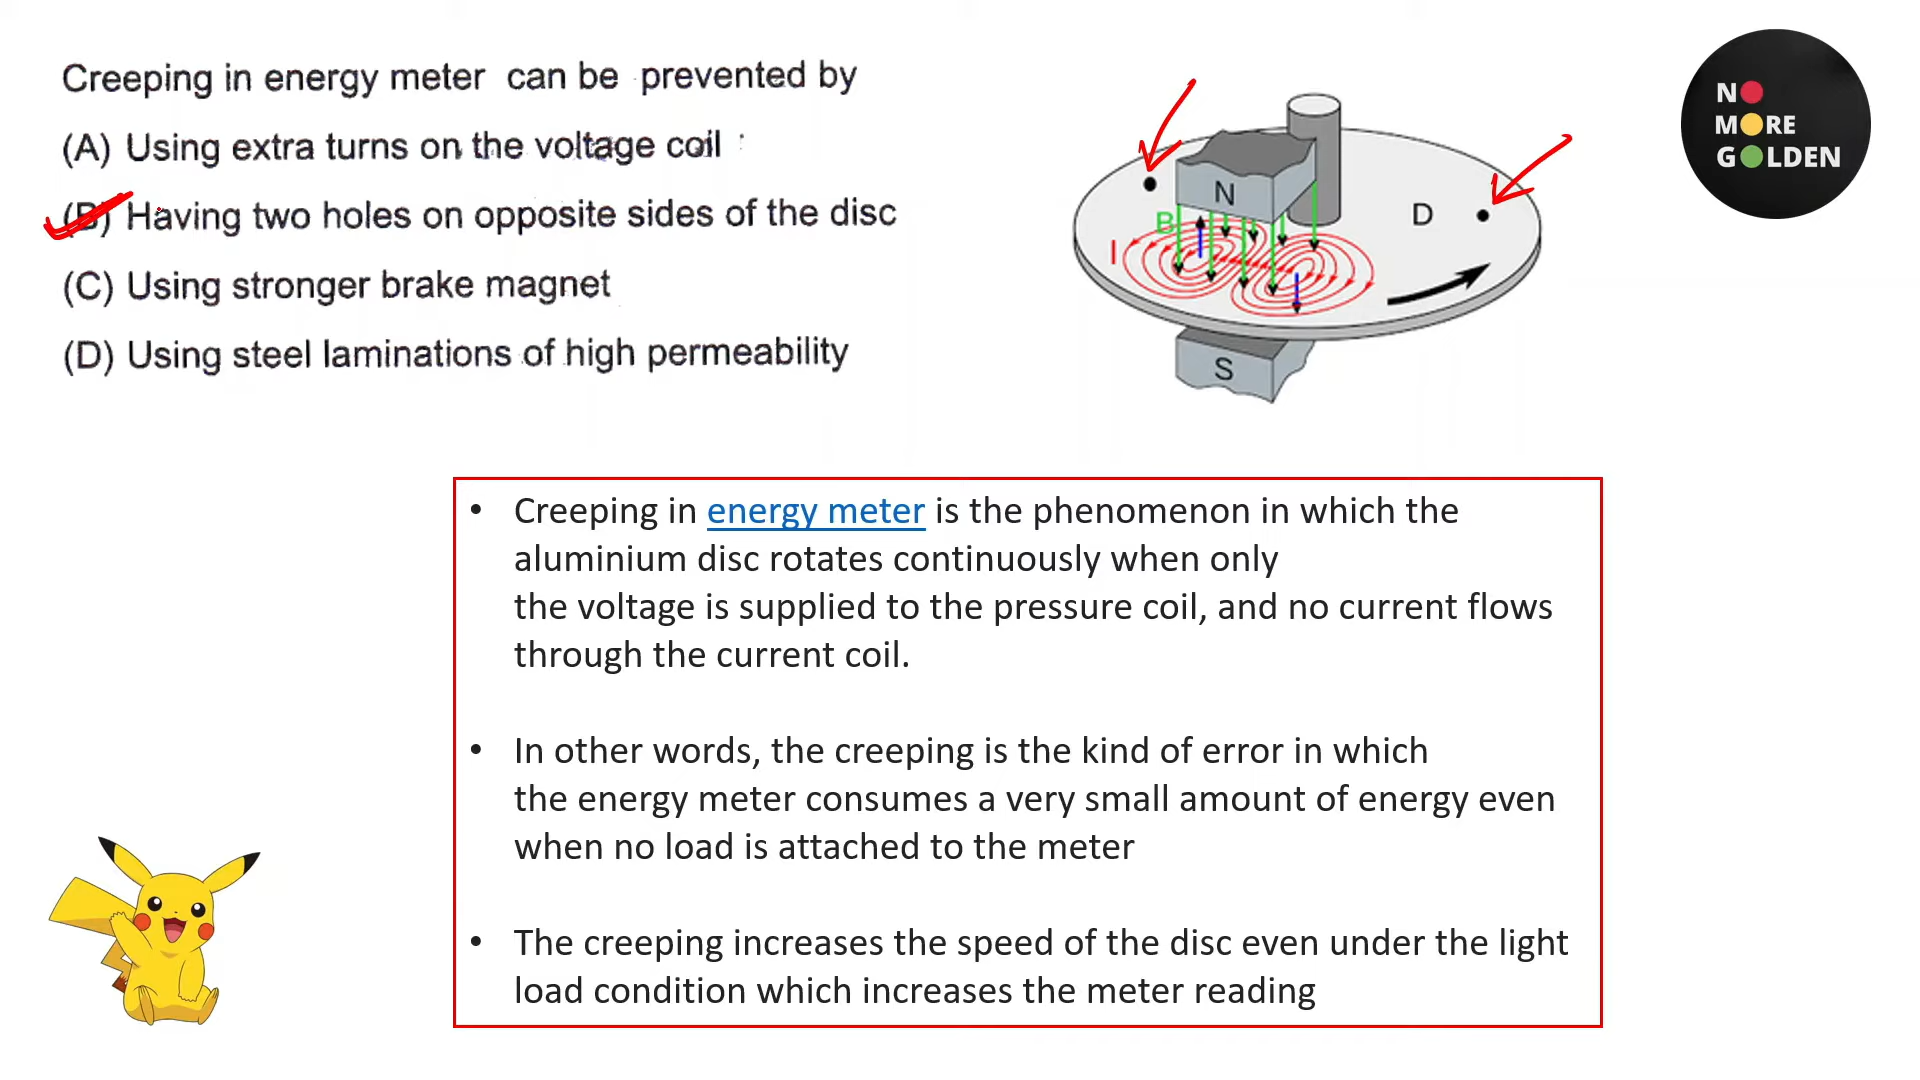 Creeping in energy meter can be prevented by
(A) Using extra turns on the voltage coil
(B) Having two holes on opposite sides of the disc
(C) Using stronger brake magnet
(D) Using steel laminations of high permeability
N
B
I
D
S
NO
MORE
GOLDEN
• Creeping in energy meter is the phenomenon in which the
aluminium disc rotates continuously when only
the voltage is supplied to the pressure coil, and no current flows
through the current coil.
• In other words, the creeping is the kind of error in which
the energy meter consumes a very small amount of energy even
when no load is attached to the meter
• The creeping increases the speed of the disc even under the light
load condition which increases the meter reading